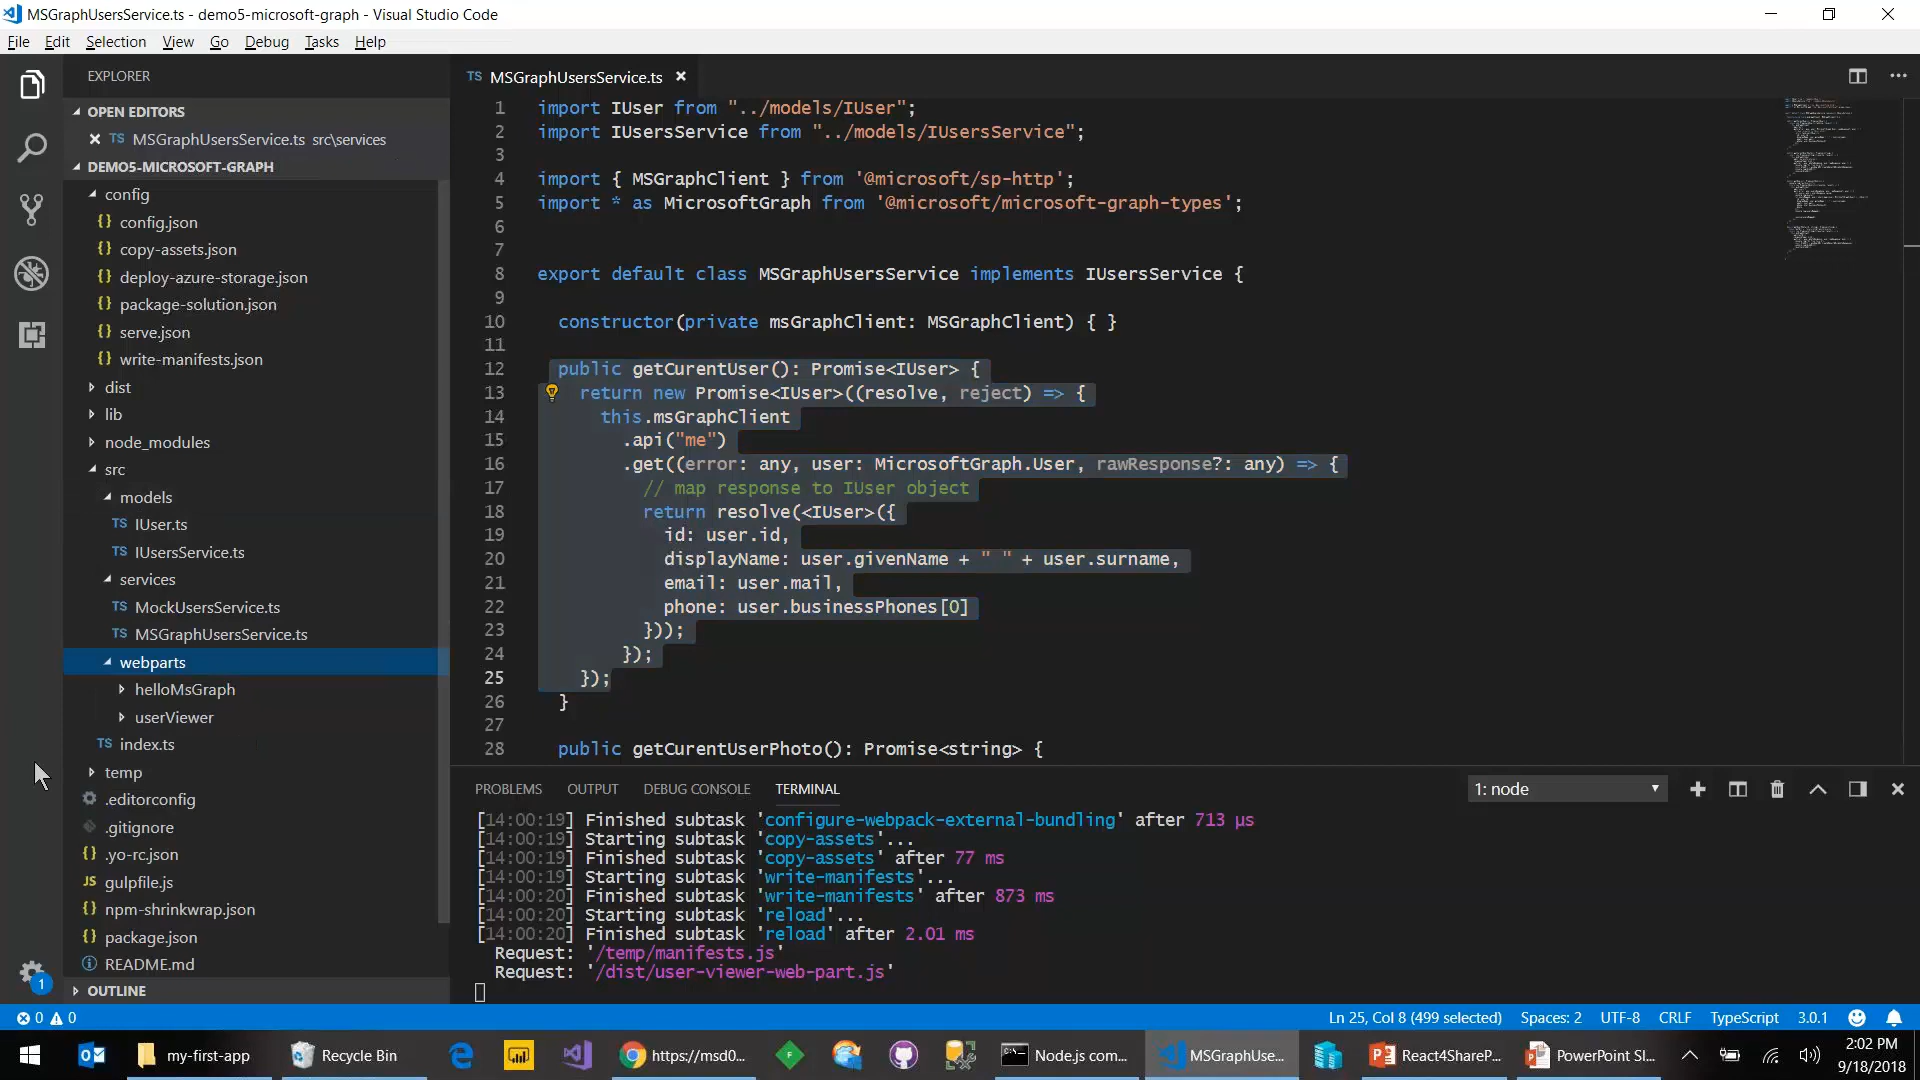 MSGraphUsersService.ts - demo5-microsoft-graph - Visual Studio Code
File Edit Selection View Go Debug Tasks Help
EXPLORER
OPEN EDITORS
TS MSGraphUsersService.ts src\services
DEMO5-MICROSOFT-GRAPH
config
{} config.json
{} copy-assets.json
{} deploy-azure-storage.json
{} package-solution.json
{} serve.json
{} write-manifests.json
dist
lib
node_modules
src
models
TS IUser.ts
TS IUsersService.ts
services
TS MockUsersService.ts
TS MSGraphUsersService.ts
webparts
helloMsGraph
userViewer
TS index.ts
temp
.editorconfig
.gitignore
{} .yo-rc.json
JS gulpfile.js
{} npm-shrinkwrap.json
{} package.json
README.md
OUTLINE
1
TS MSGraphUsersService.ts
1 import IUser from "../models/IUser";
2 import IUsersService from "../models/IUsersService";
3
4 import { MSGraphClient } from '@microsoft/sp-http';
5 import * as MicrosoftGraph from '@microsoft/microsoft-graph-types';
6
7
8 export default class MSGraphUsersService implements IUsersService {
9
10 constructor(private msGraphClient: MSGraphClient) { }
11
12 public getCurentUser(): Promise<IUser> {
13 return new Promise<IUser>((resolve, reject) => {
14 this.msGraphClient
15 .api("me")
16 .get((error: any, user: MicrosoftGraph.User, rawResponse?: any) => {
17 // map response to IUser object
18 return resolve(<IUser>({
19 id: user.id,
20 displayName: user.givenName + " " + user.surname,
21 email: user.mail,
22 phone: user.businessPhones[0]
23 }));
24 });
25 });
26 }
27
28 public getCurentUserPhoto(): Promise<string> {
PROBLEMS OUTPUT DEBUG CONSOLE TERMINAL
1: node
[14:00:19] Finished subtask 'configure-webpack-external-bundling' after 713 μs
[14:00:19] Starting subtask 'copy-assets'...
[14:00:19] Finished subtask 'copy-assets' after 77 ms
[14:00:19] Starting subtask 'write-manifests'...
[14:00:20] Finished subtask 'write-manifests' after 873 ms
[14:00:20] Starting subtask 'reload'...
[14:00:20] Finished subtask 'reload' after 2.01 ms
Request: '/temp/manifests.js'
Request: '/dist/user-viewer-web-part.js'
0 0
Ln 25, Col 8 (499 selected) Spaces: 2 UTF-8 CRLF TypeScript 3.0.1
my-first-app Recycle Bin https://msd0... Node.js com... MSGraphUse... React4ShareP... PowerPoint Sl...
2:02 PM
9/18/2018